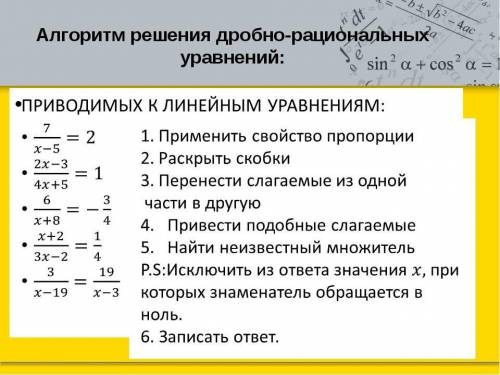 Алгоритм решения дробно-рациональных
уравнений:
−b±√b²−4ac
sin² α + cos² α = 1
•ПРИВОДИМЫХ К ЛИНЕЙНЫМ УРАВНЕНИЯМ:
• 7/(x−5) = 2
• (2x−3)/(4x+5) = 1
• 6/(x+8) = −3/4
• (x+2)/(3x−2) = 1/4
• 3/(x−19) = 19/(x−3)
1. Применить свойство пропорции
2. Раскрыть скобки
3. Перенести слагаемые из одной
части в другую
4. Привести подобные слагаемые
5. Найти неизвестный множитель
P.S:Исключить из ответа значения x, при
которых знаменатель обращается в
ноль.
6. Записать ответ.